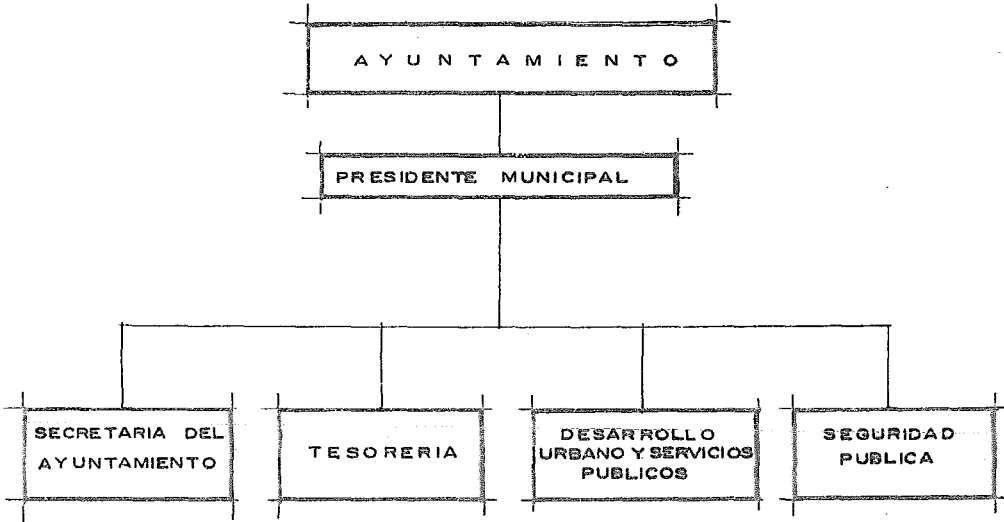 AYUNTAMIENTO
PRESIDENTE MUNICIPAL
SECRETARIA DEL
AYUNTAMIENTO
TESORERIA
DESARROLLO
URBANO Y SERVICIOS
PUBLICOS
SEGURIDAD
PUBLICA